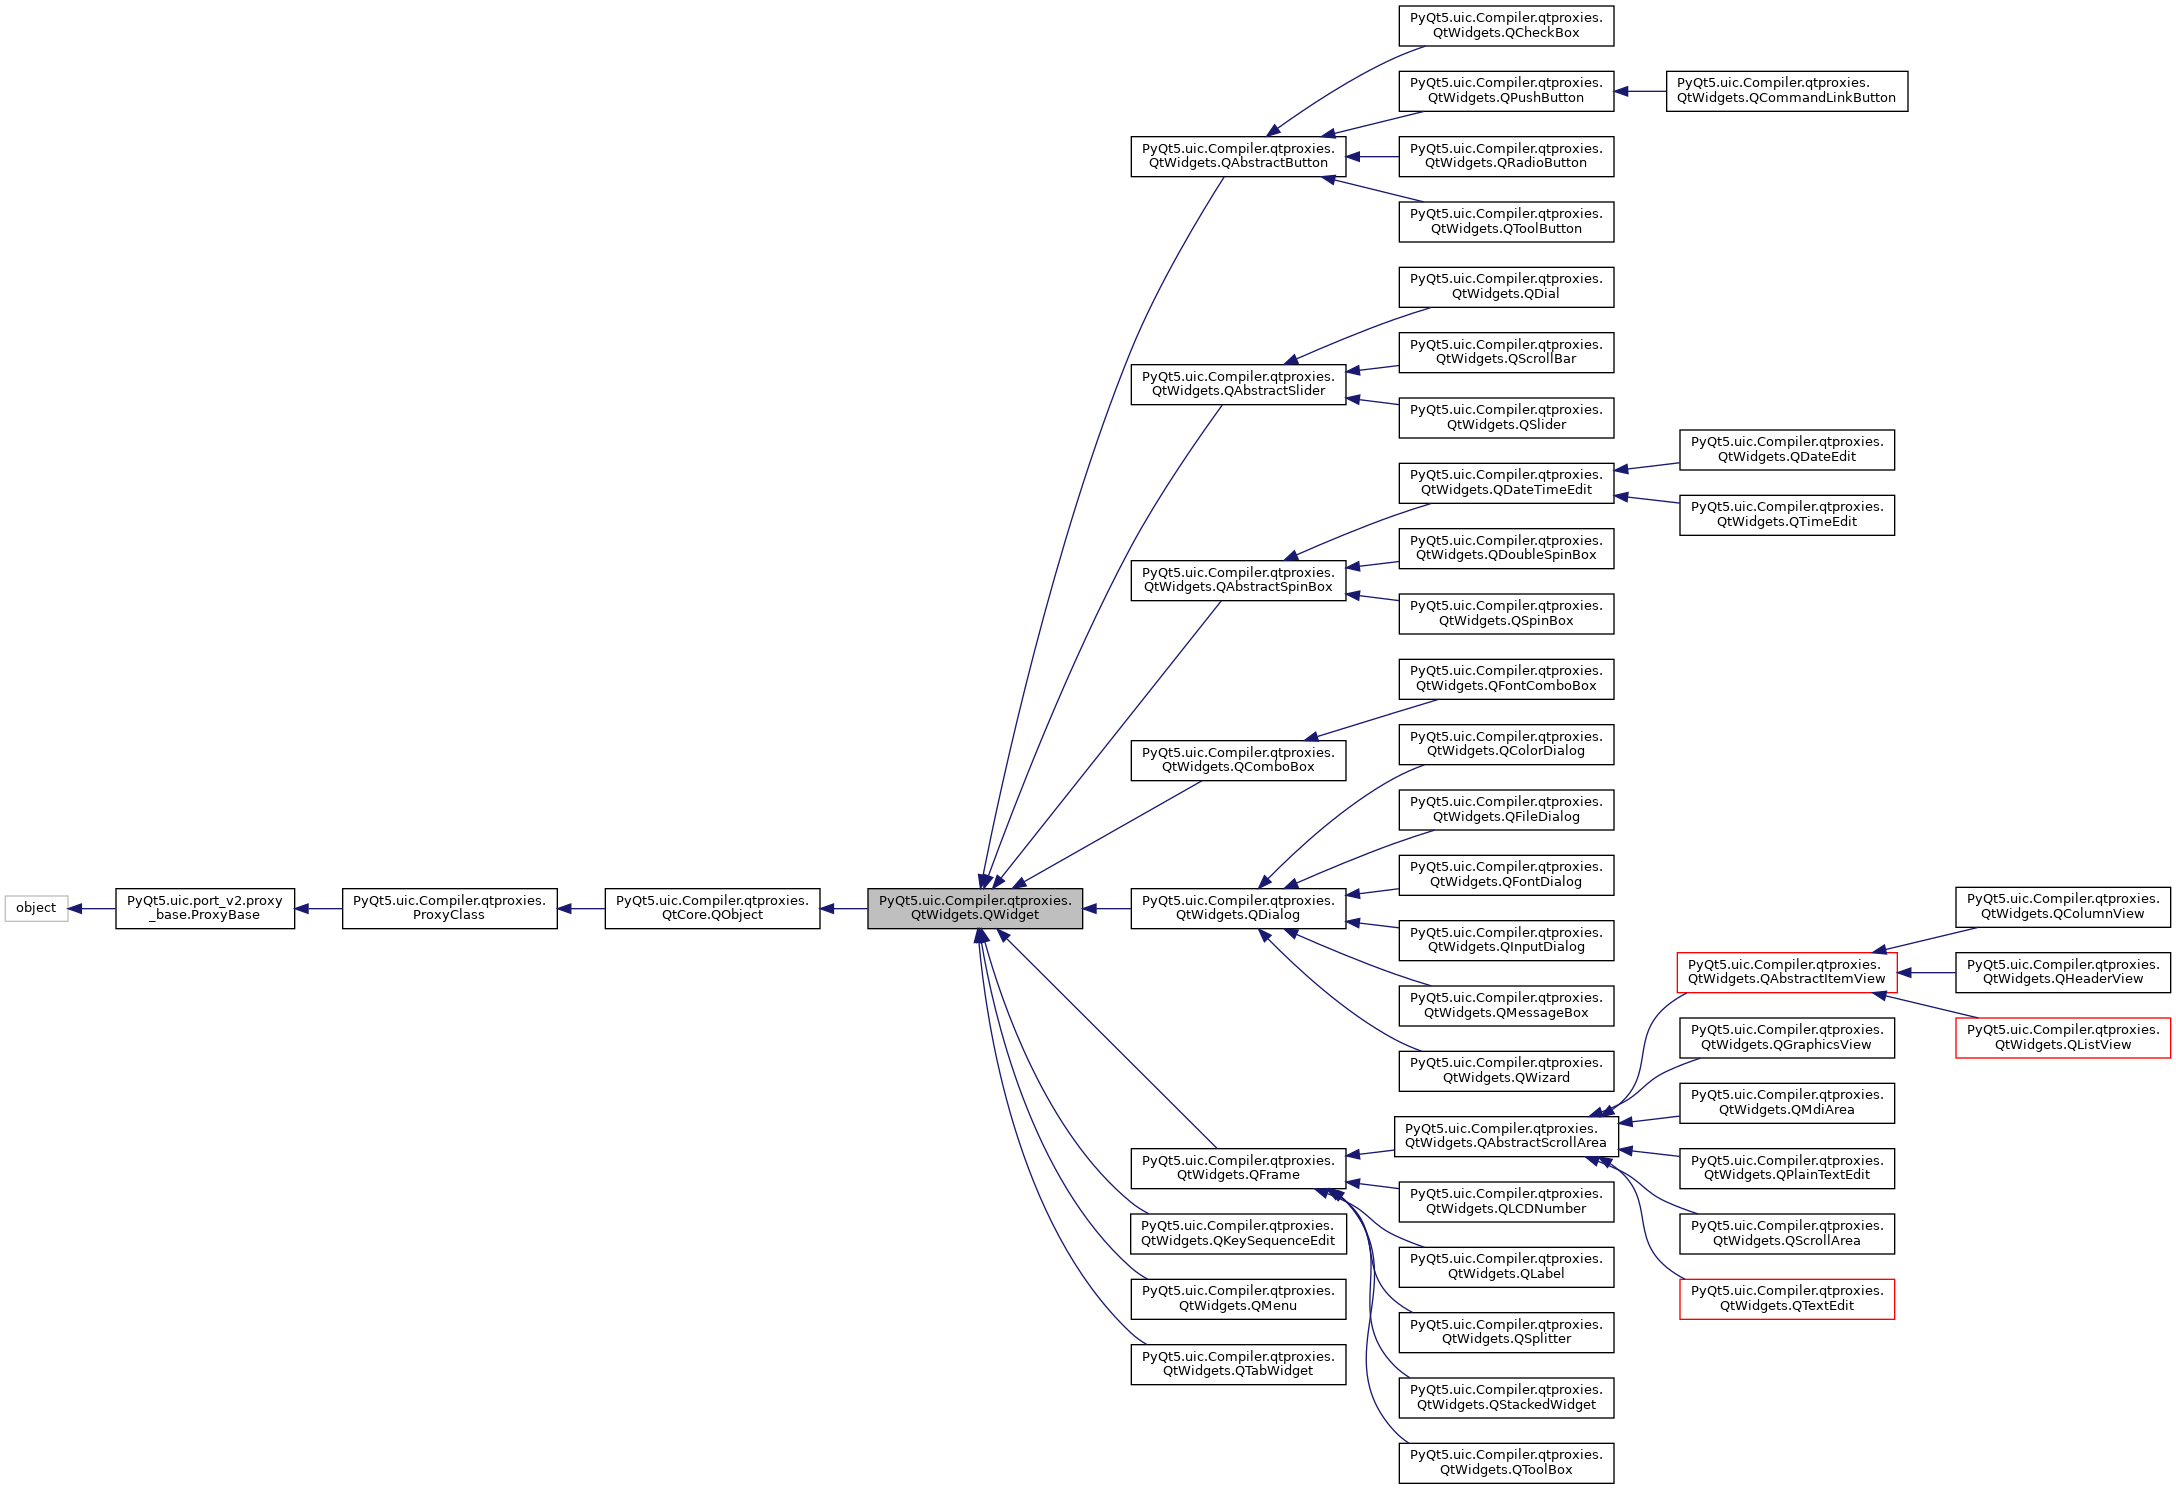 object
PyQt5.uic.port_v2.proxy
_base.ProxyBase
PyQt5.uic.Compiler.qtproxies.
ProxyClass
PyQt5.uic.Compiler.qtproxies.
QtCore.QObject
PyQt5.uic.Compiler.qtproxies.
QtWidgets.QWidget
PyQt5.uic.Compiler.qtproxies.
QtWidgets.QAbstractButton
PyQt5.uic.Compiler.qtproxies.
QtWidgets.QAbstractSlider
PyQt5.uic.Compiler.qtproxies.
QtWidgets.QAbstractSpinBox
PyQt5.uic.Compiler.qtproxies.
QtWidgets.QComboBox
PyQt5.uic.Compiler.qtproxies.
QtWidgets.QDialog
PyQt5.uic.Compiler.qtproxies.
QtWidgets.QFrame
PyQt5.uic.Compiler.qtproxies.
QtWidgets.QKeySequenceEdit
PyQt5.uic.Compiler.qtproxies.
QtWidgets.QMenu
PyQt5.uic.Compiler.qtproxies.
QtWidgets.QTabWidget
PyQt5.uic.Compiler.qtproxies.
QtWidgets.QCheckBox
PyQt5.uic.Compiler.qtproxies.
QtWidgets.QPushButton
PyQt5.uic.Compiler.qtproxies.
QtWidgets.QRadioButton
PyQt5.uic.Compiler.qtproxies.
QtWidgets.QToolButton
PyQt5.uic.Compiler.qtproxies.
QtWidgets.QDial
PyQt5.uic.Compiler.qtproxies.
QtWidgets.QScrollBar
PyQt5.uic.Compiler.qtproxies.
QtWidgets.QSlider
PyQt5.uic.Compiler.qtproxies.
QtWidgets.QDateTimeEdit
PyQt5.uic.Compiler.qtproxies.
QtWidgets.QDoubleSpinBox
PyQt5.uic.Compiler.qtproxies.
QtWidgets.QSpinBox
PyQt5.uic.Compiler.qtproxies.
QtWidgets.QFontComboBox
PyQt5.uic.Compiler.qtproxies.
QtWidgets.QColorDialog
PyQt5.uic.Compiler.qtproxies.
QtWidgets.QFileDialog
PyQt5.uic.Compiler.qtproxies.
QtWidgets.QFontDialog
PyQt5.uic.Compiler.qtproxies.
QtWidgets.QInputDialog
PyQt5.uic.Compiler.qtproxies.
QtWidgets.QMessageBox
PyQt5.uic.Compiler.qtproxies.
QtWidgets.QWizard
PyQt5.uic.Compiler.qtproxies.
QtWidgets.QAbstractScrollArea
PyQt5.uic.Compiler.qtproxies.
QtWidgets.QLCDNumber
PyQt5.uic.Compiler.qtproxies.
QtWidgets.QLabel
PyQt5.uic.Compiler.qtproxies.
QtWidgets.QSplitter
PyQt5.uic.Compiler.qtproxies.
QtWidgets.QStackedWidget
PyQt5.uic.Compiler.qtproxies.
QtWidgets.QToolBox
PyQt5.uic.Compiler.qtproxies.
QtWidgets.QCommandLinkButton
PyQt5.uic.Compiler.qtproxies.
QtWidgets.QDateEdit
PyQt5.uic.Compiler.qtproxies.
QtWidgets.QTimeEdit
PyQt5.uic.Compiler.qtproxies.
QtWidgets.QAbstractItemView
PyQt5.uic.Compiler.qtproxies.
QtWidgets.QGraphicsView
PyQt5.uic.Compiler.qtproxies.
QtWidgets.QMdiArea
PyQt5.uic.Compiler.qtproxies.
QtWidgets.QPlainTextEdit
PyQt5.uic.Compiler.qtproxies.
QtWidgets.QScrollArea
PyQt5.uic.Compiler.qtproxies.
QtWidgets.QTextEdit
PyQt5.uic.Compiler.qtproxies.
QtWidgets.QColumnView
PyQt5.uic.Compiler.qtproxies.
QtWidgets.QHeaderView
PyQt5.uic.Compiler.qtproxies.
QtWidgets.QListView